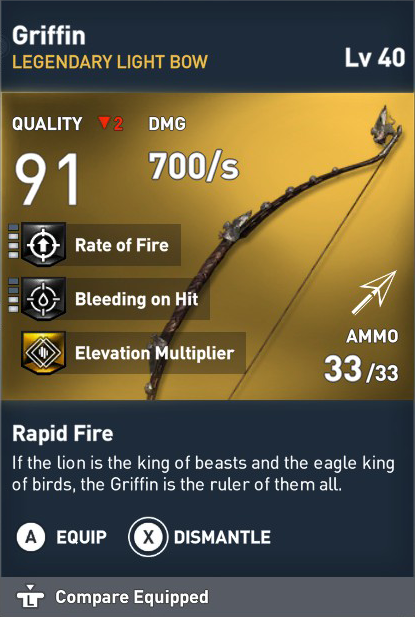 Griffin
LEGENDARY LIGHT BOW
Lv 40
QUALITY ▼2 DMG
91 700/s
Rate of Fire
Bleeding on Hit
Elevation Multiplier
AMMO
33/33
Rapid Fire
If the lion is the king of beasts and the eagle king
of birds, the Griffin is the ruler of them all.
A EQUIP X DISMANTLE
L Compare Equipped